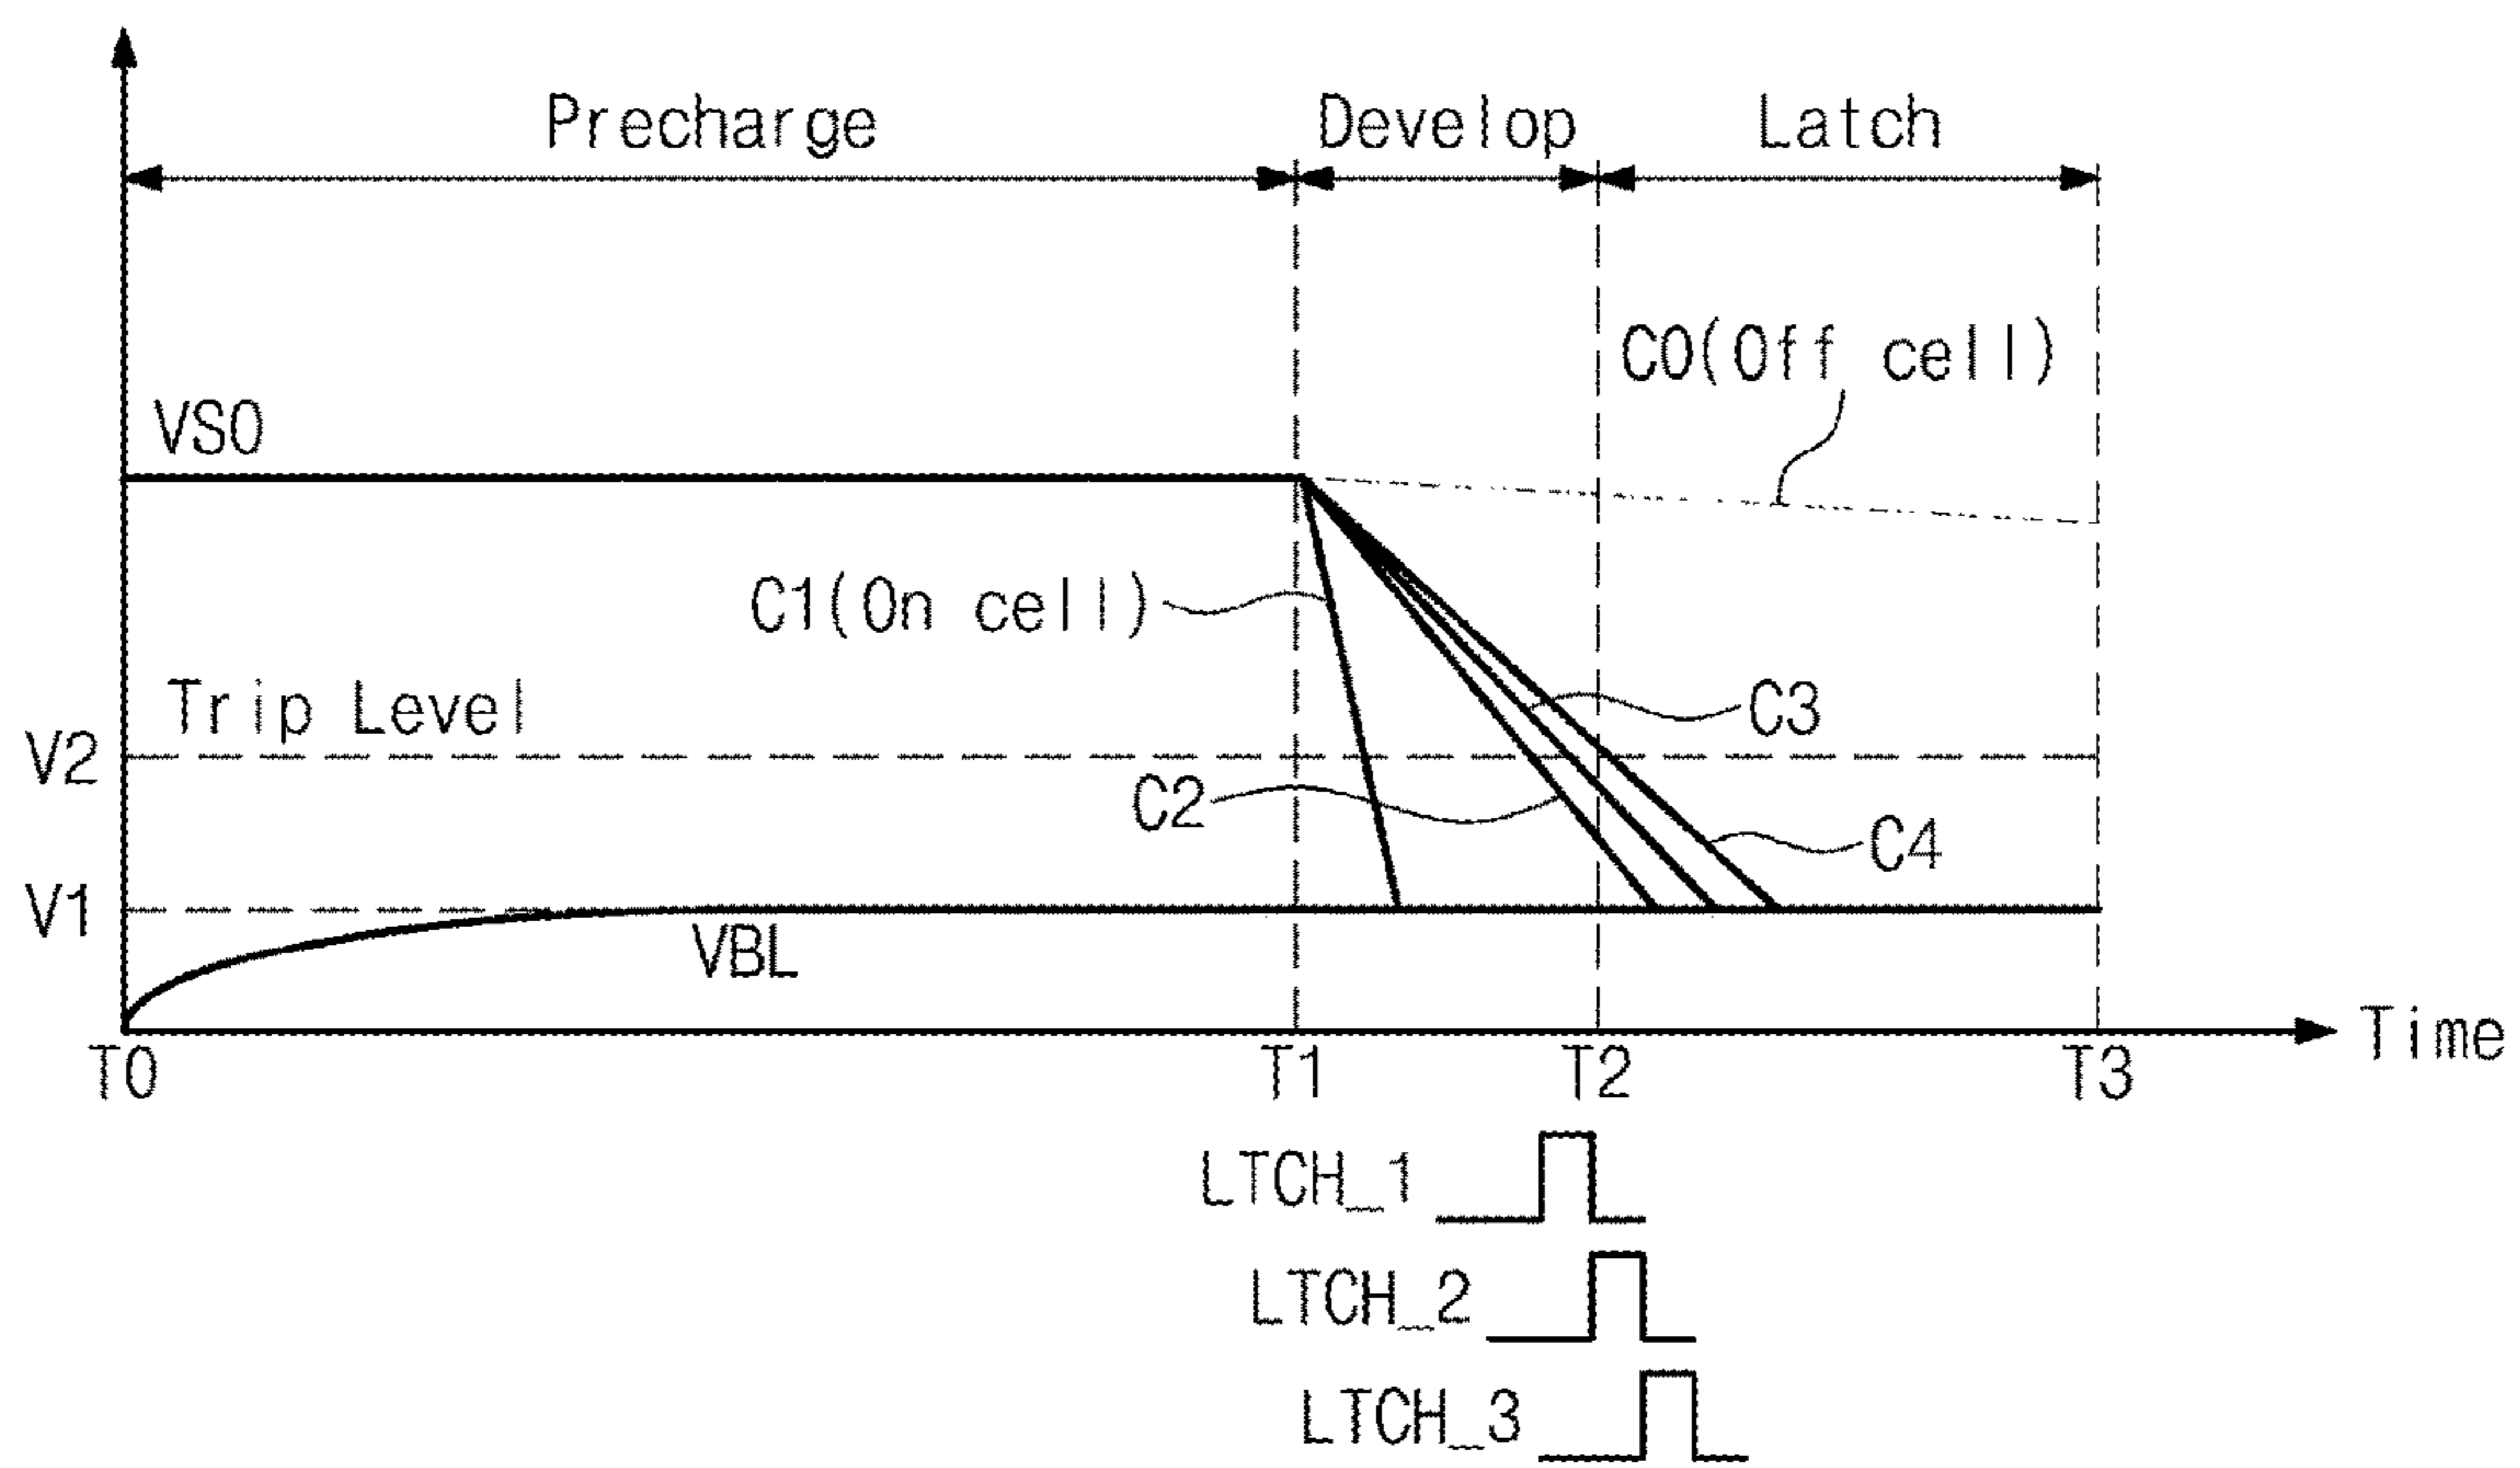 Precharge Develop Latch
C0(Off cell)
VSO
C1(On cell)
Trip Level
C3
V2
C2
C4
V1
VBL
Time
T0 T1 T2 T3
LTCH_1
LTCH_2
LTCH_3